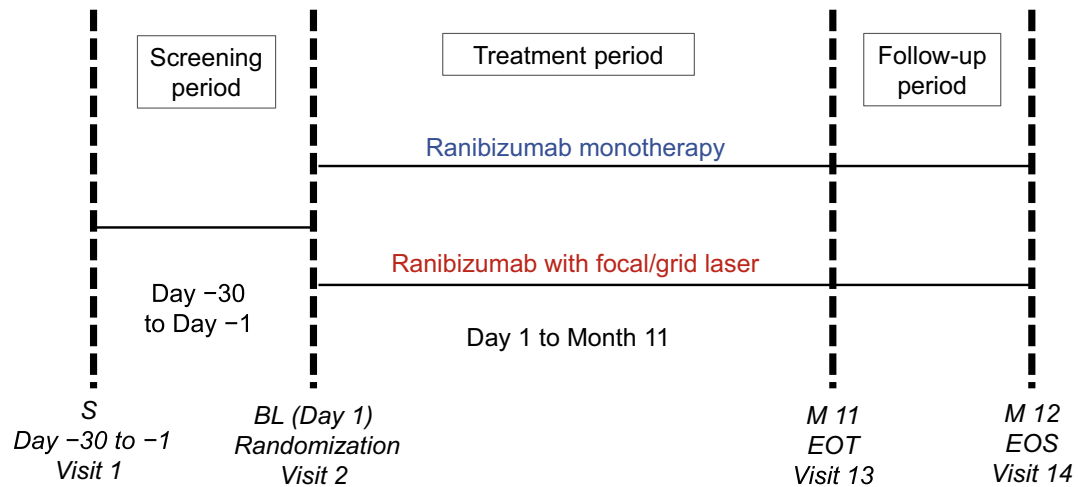 Screening
period
Treatment period
Follow-up
period
Ranibizumab monotherapy
Ranibizumab with focal/grid laser
Day −30
to Day −1
Day 1 to Month 11
S
Day −30 to −1
Visit 1
BL (Day 1)
Randomization
Visit 2
M 11
EOT
Visit 13
M 12
EOS
Visit 14